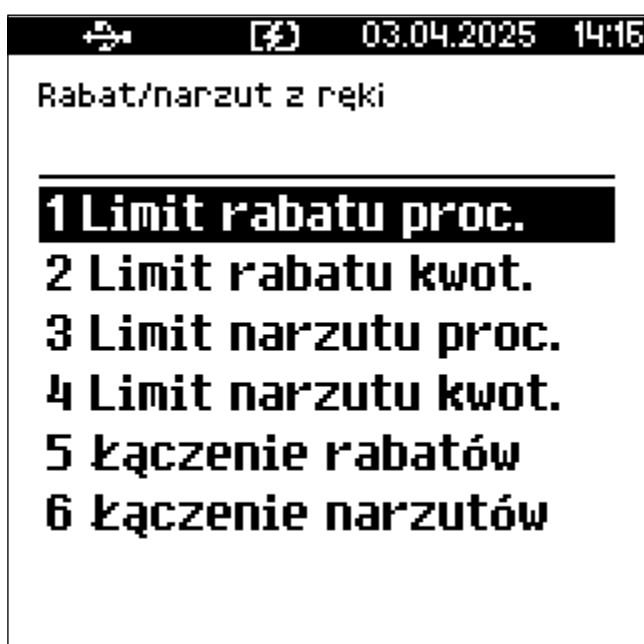 03.04.2025 14:16
Rabat/narzut z ręki
1 Limit rabatu proc.
2 Limit rabatu kwot.
3 Limit narzutu proc.
4 Limit narzutu kwot.
5 Łączenie rabatów
6 Łączenie narzutów